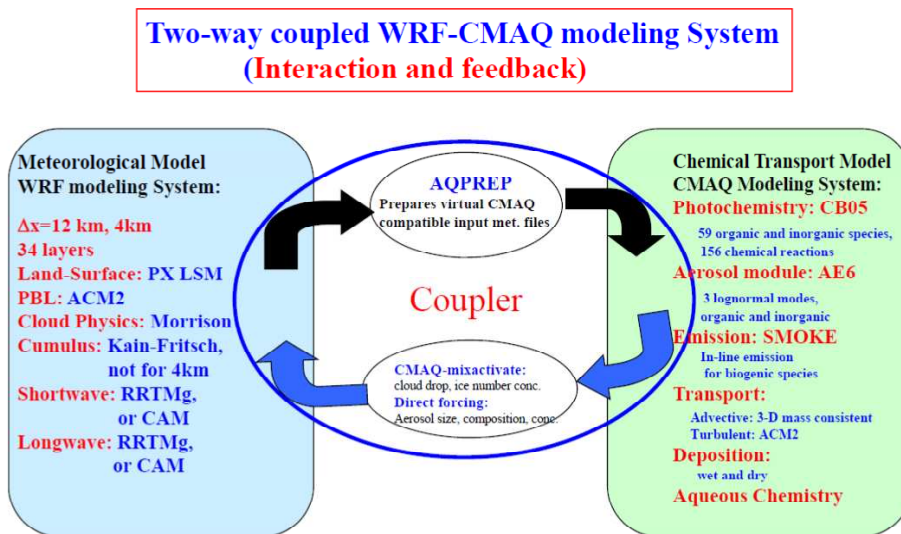 Two-way coupled WRF-CMAQ modeling System
(Interaction and feedback)
Meteorological Model
WRF modeling System:
Δx=12 km, 4km
34 layers
Land-Surface: PX LSM
PBL: ACM2
Cloud Physics: Morrison
Cumulus: Kain-Fritsch,
not for 4km
Shortwave: RRTMg,
or CAM
Longwave: RRTMg,
or CAM
AQPREP
Prepares virtual CMAQ
compatible input met. files
Coupler
CMAQ-mixactivate:
cloud drop, ice number conc.
Direct forcing:
Aerosol size, composition, conc.
Chemical Transport Model
CMAQ Modeling System:
Photochemistry: CB05
59 organic and inorganic species,
156 chemical reactions
Aerosol module: AE6
3 lognormal modes,
organic and inorganic
Emission: SMOKE
In-line emission
for biogenic species
Transport:
Advective: 3-D mass consistent
Turbulent: ACM2
Deposition:
wet and dry
Aqueous Chemistry